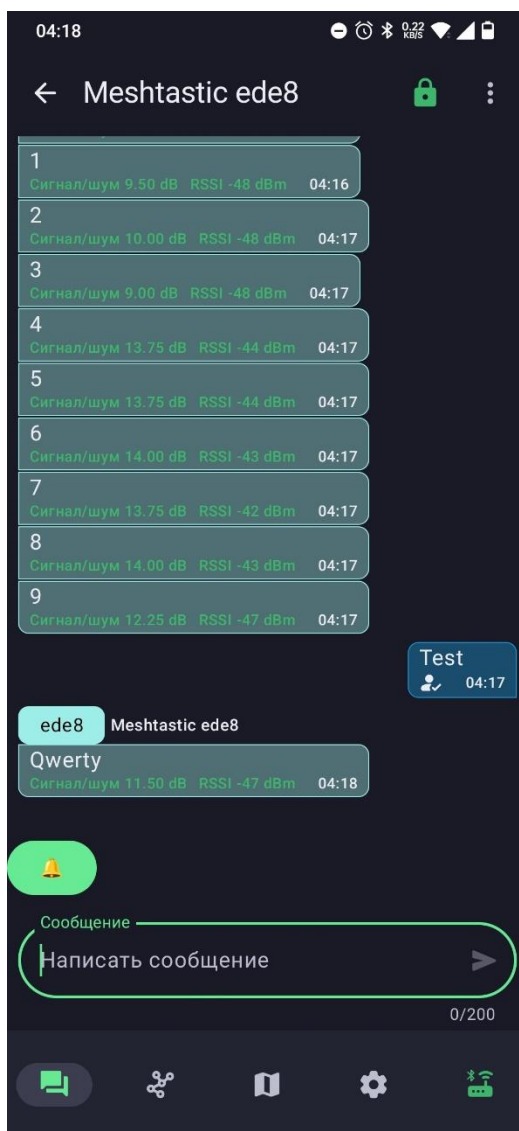 04:18
0.22 KB/S
Meshtastic ede8
1
Сигнал/шум 9.50 dB RSSI -48 dBm 04:16
2
Сигнал/шум 10.00 dB RSSI -48 dBm 04:17
3
Сигнал/шум 9.00 dB RSSI -48 dBm 04:17
4
Сигнал/шум 13.75 dB RSSI -44 dBm 04:17
5
Сигнал/шум 13.75 dB RSSI -44 dBm 04:17
6
Сигнал/шум 14.00 dB RSSI -43 dBm 04:17
7
Сигнал/шум 13.75 dB RSSI -42 dBm 04:17
8
Сигнал/шум 14.00 dB RSSI -43 dBm 04:17
9
Сигнал/шум 12.25 dB RSSI -47 dBm 04:17
Test
04:17
ede8 Meshtastic ede8
Qwerty
Сигнал/шум 11.50 dB RSSI -47 dBm 04:18
Сообщение
Написать сообщение
0/200